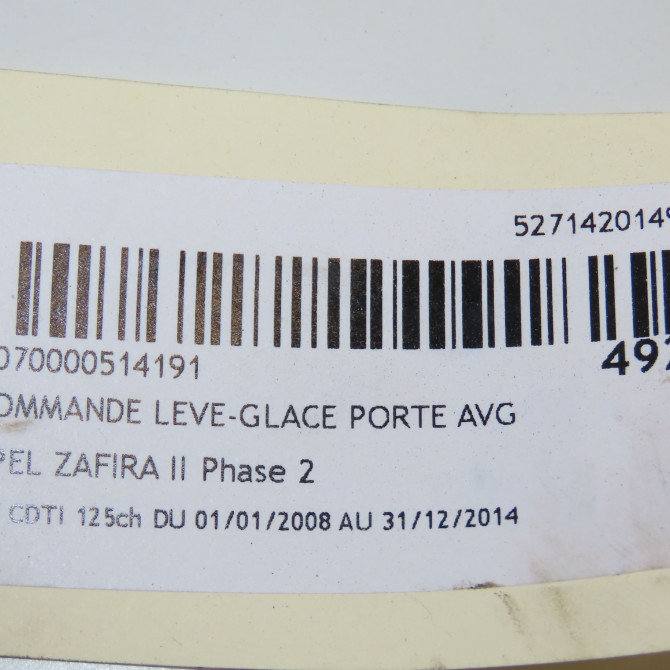 527142014
070000514191
49
OMMANDE LEVE-GLACE PORTE AVG
PEL ZAFIRA II Phase 2
CDTI 125ch DU 01/01/2008 AU 31/12/2014